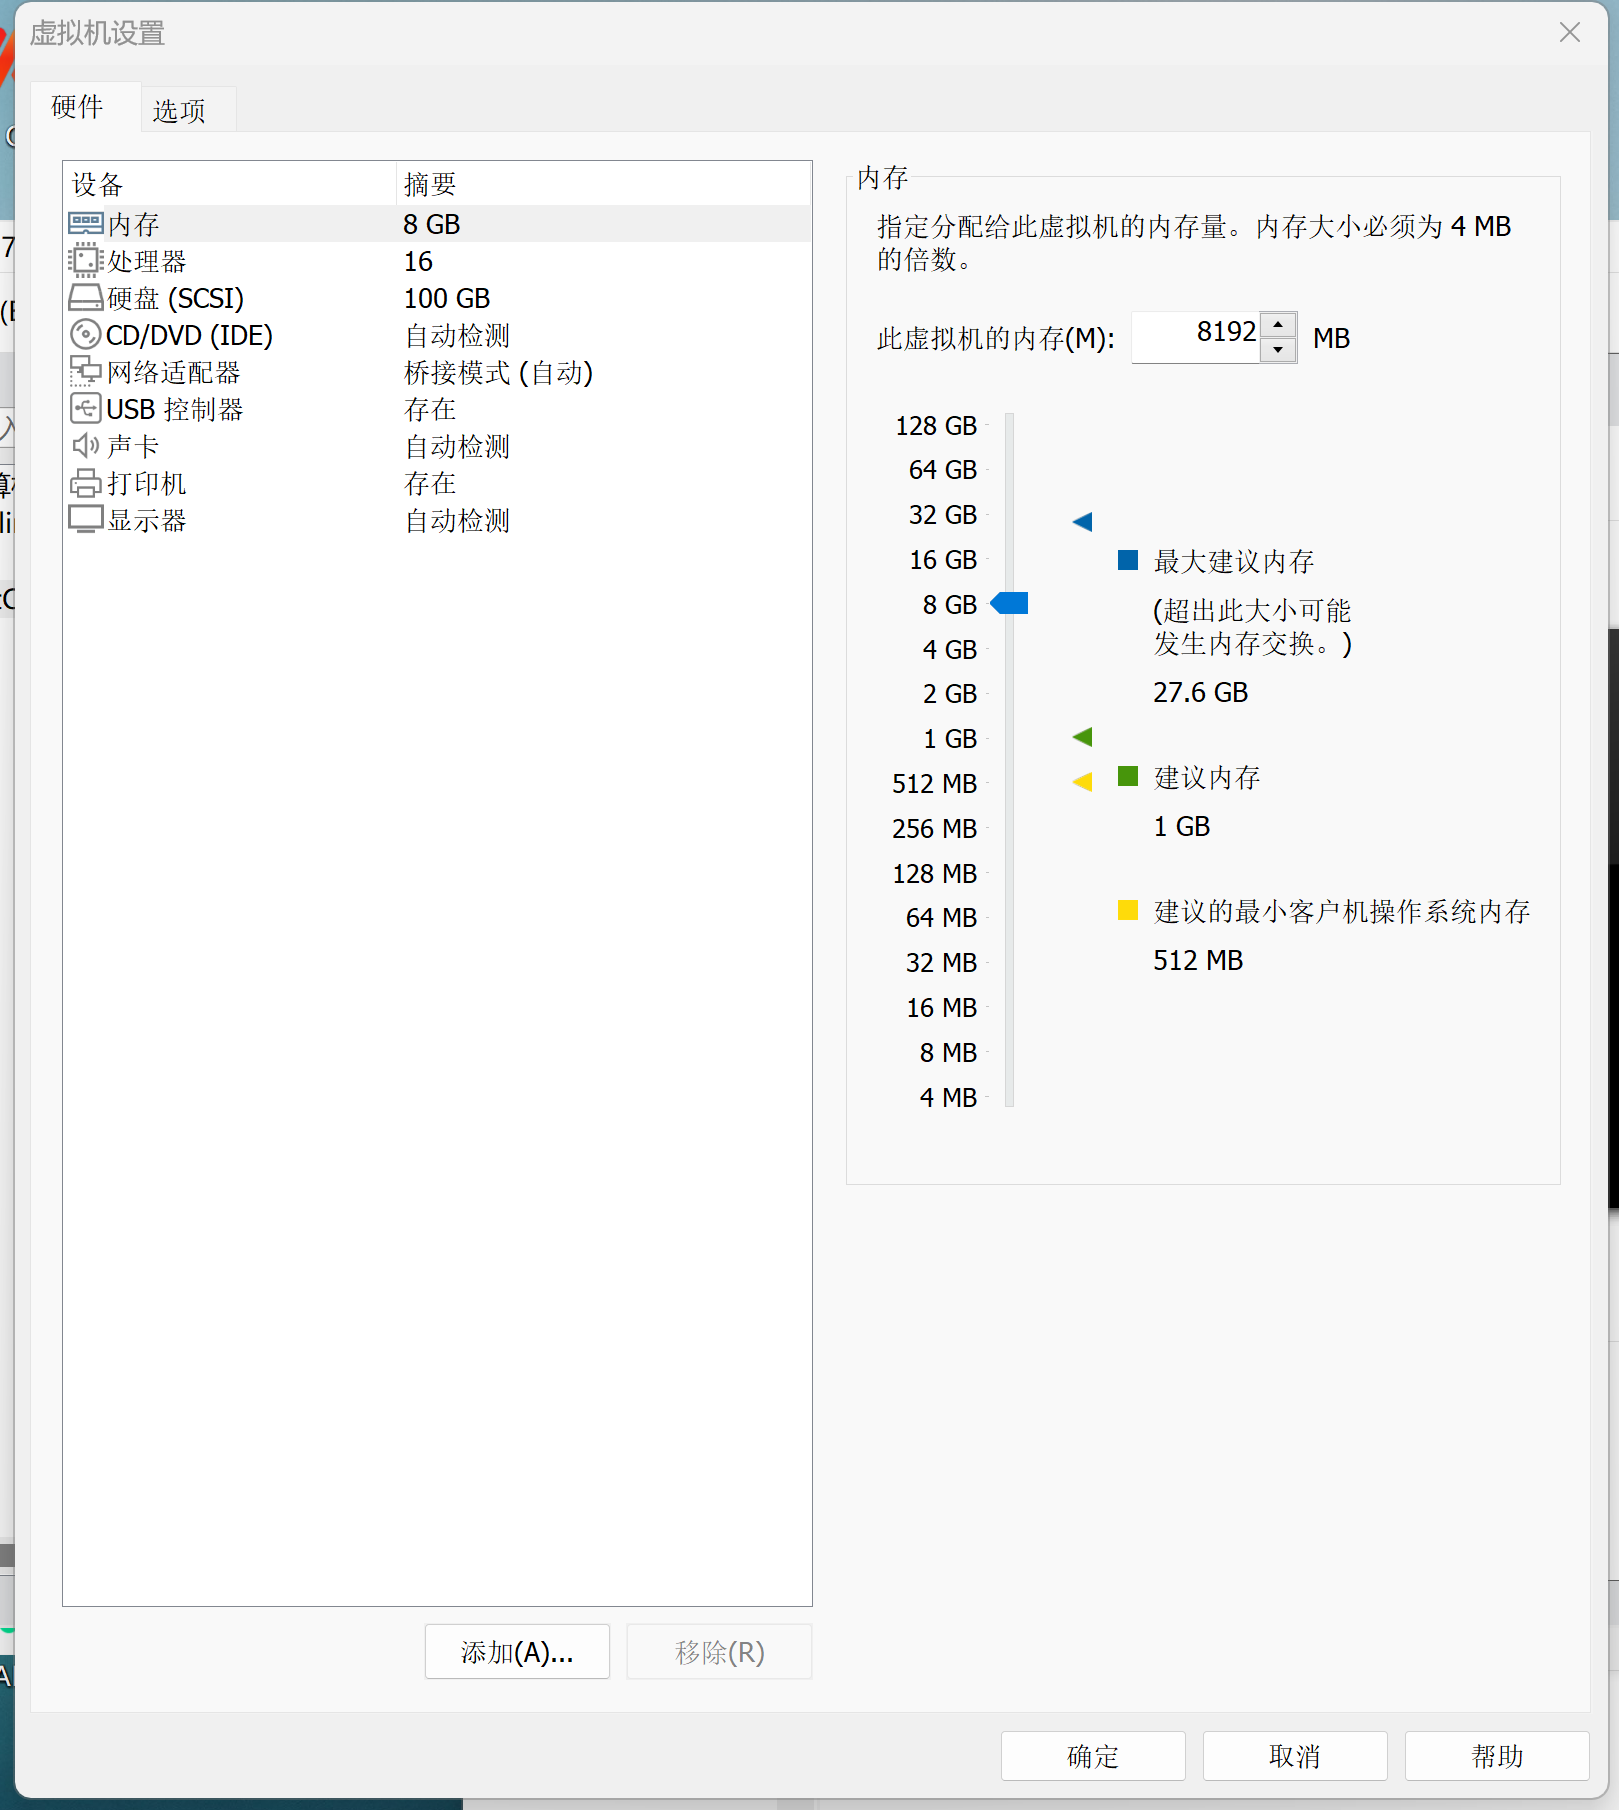 虚拟机设置
硬件
选项
设备 摘要
内存 8 GB
处理器 16
硬盘 (SCSI) 100 GB
CD/DVD (IDE) 自动检测
网络适配器 桥接模式 (自动)
USB 控制器 存在
声卡 自动检测
打印机 存在
显示器 自动检测
添加(A)...
移除(R)
内存
指定分配给此虚拟机的内存量。内存大小必须为 4 MB
的倍数。
此虚拟机的内存(M): 8192 MB
128 GB
64 GB
32 GB
16 GB
8 GB
4 GB
2 GB
1 GB
512 MB
256 MB
128 MB
64 MB
32 MB
16 MB
8 MB
4 MB
最大建议内存
(超出此大小可能
发生内存交换。)
27.6 GB
建议内存
1 GB
建议的最小客户机操作系统内存
512 MB
确定
取消
帮助